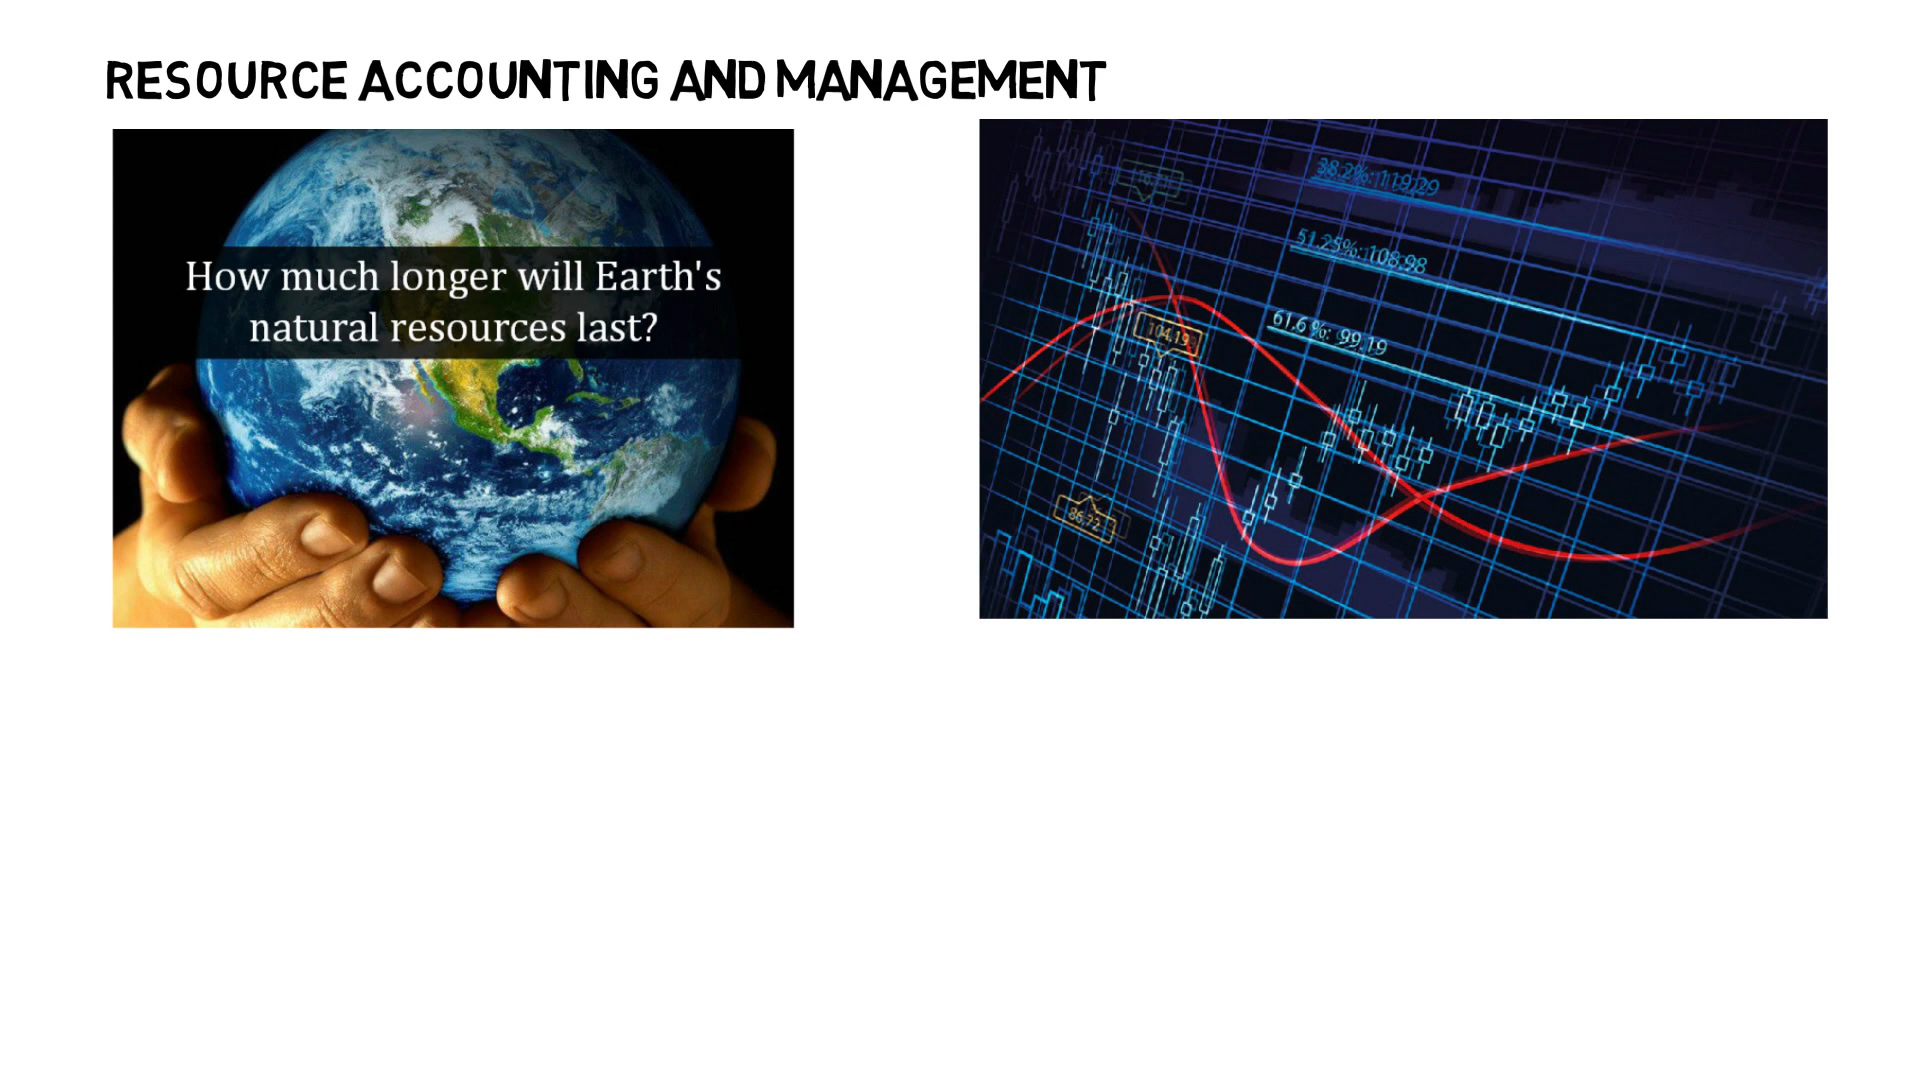 RESOURCE ACCOUNTING AND MANAGEMENT
How much longer will Earth's
natural resources last?
38.2%: 119.29
51.25%: 108.98
61.6 %: 99.19
104.19
86.72